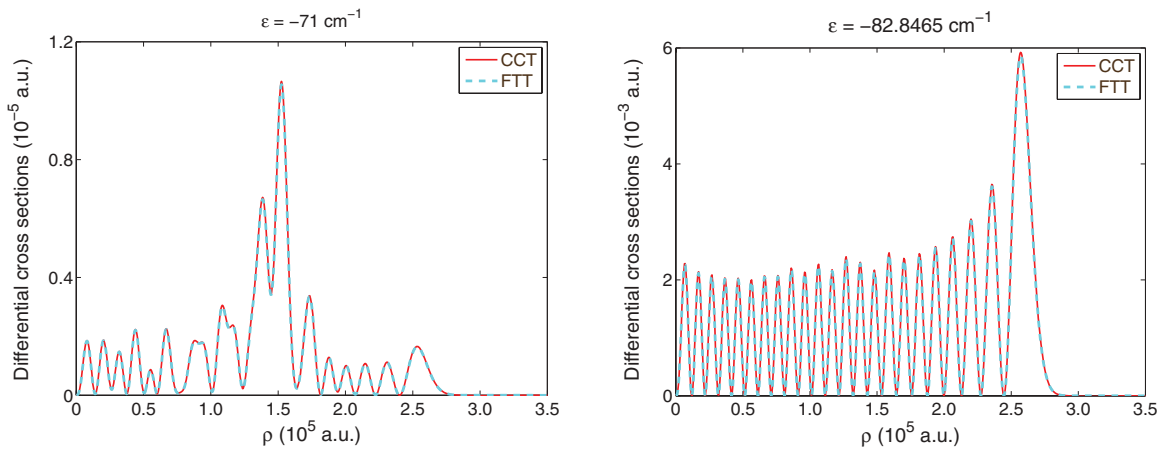 ε = −71 cm⁻¹
Differential cross sections (10⁻⁵ a.u.)
1.2
0.8
0.4
0
CCT
FTT
0 0.5 1.0 1.5 2.0 2.5 3.0 3.5
ρ (10⁵ a.u.)
ε = −82.8465 cm⁻¹
Differential cross sections (10⁻³ a.u.)
6
4
2
0
CCT
FTT
0 0.5 1.0 1.5 2.0 2.5 3.0 3.5
ρ (10⁵ a.u.)